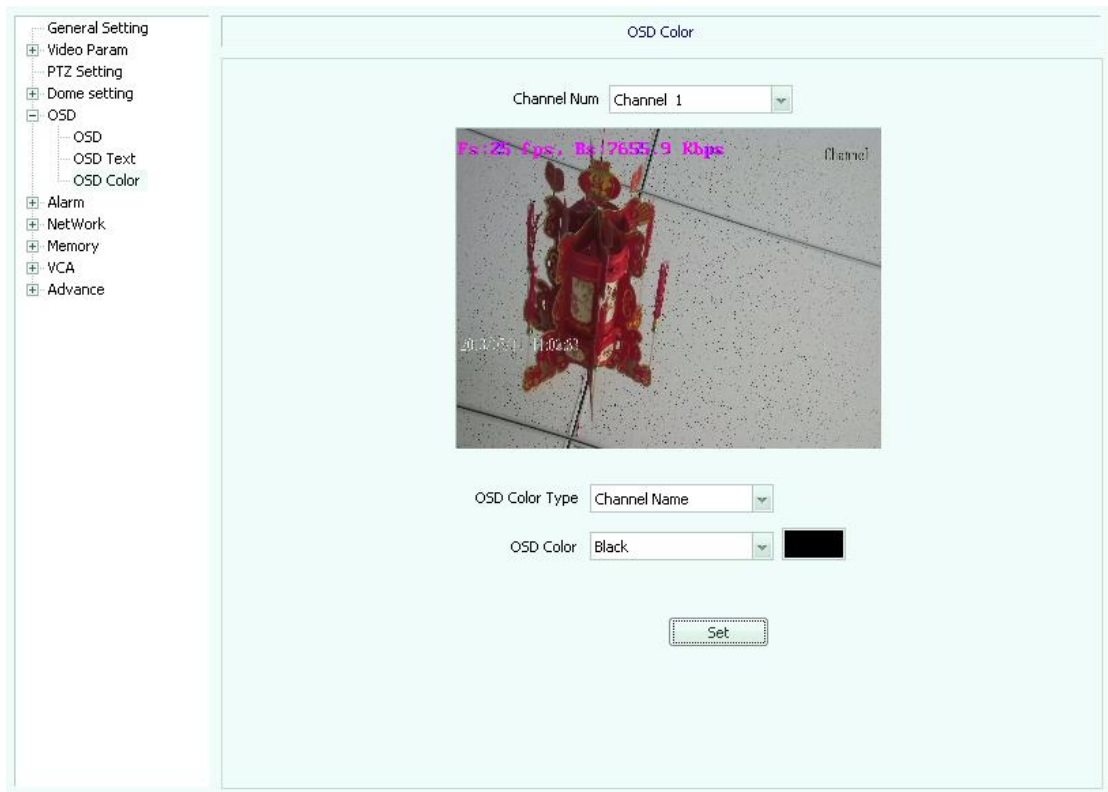 General Setting
Video Param
PTZ Setting
Dome setting
OSD
OSD
OSD Text
OSD Color
Alarm
NetWork
Memory
VCA
Advance
OSD Color
Channel Num Channel 1
Fs:25 fps, Bs:7655.9 Kbps
Channel
OSD Color Type Channel Name
OSD Color Black
Set